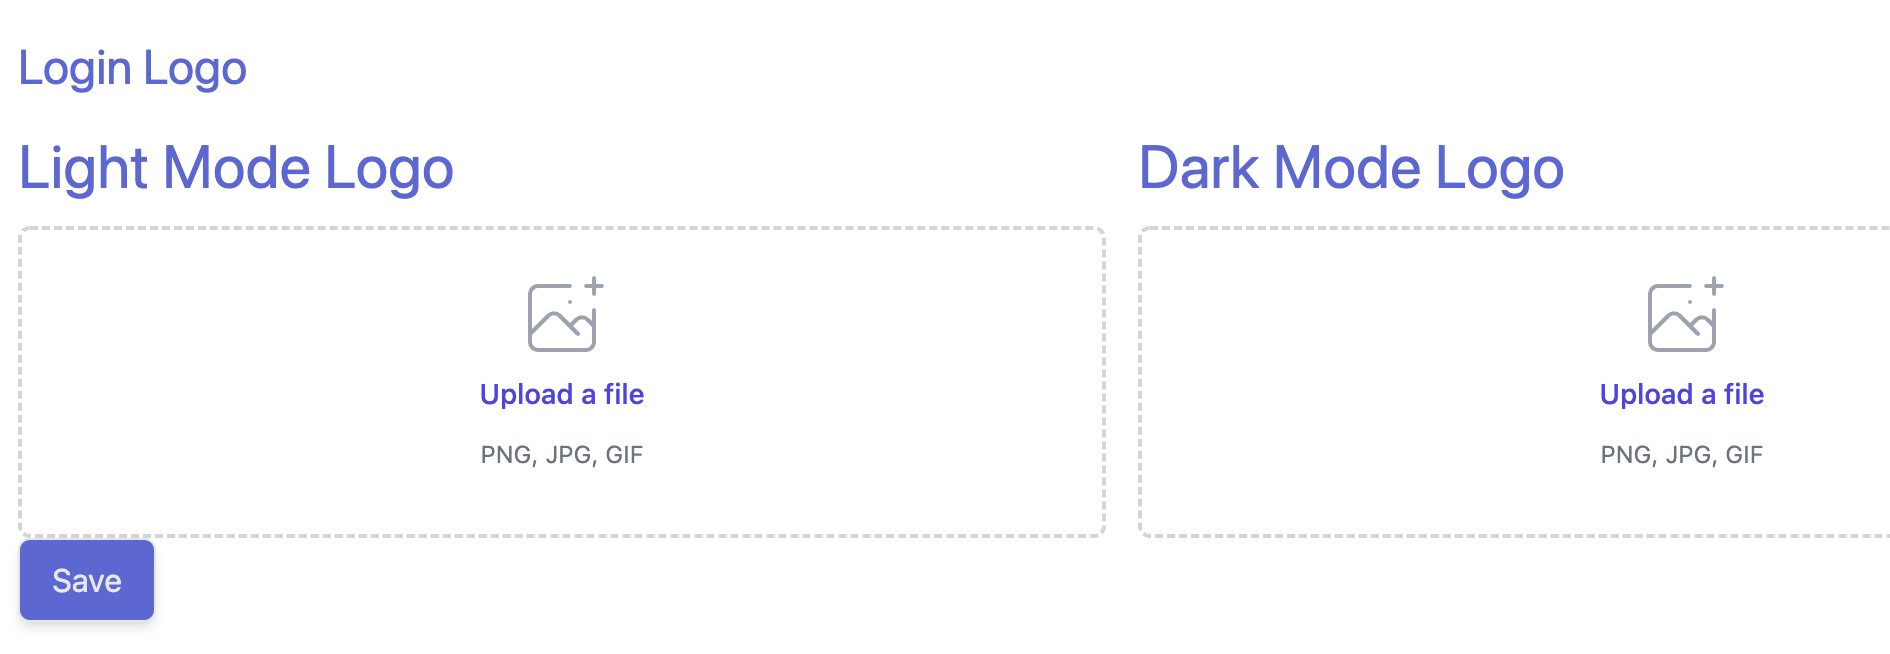 Login Logo
Light Mode Logo
Dark Mode Logo
Upload a file
PNG, JPG, GIF
Upload a file
PNG, JPG, GIF
Save